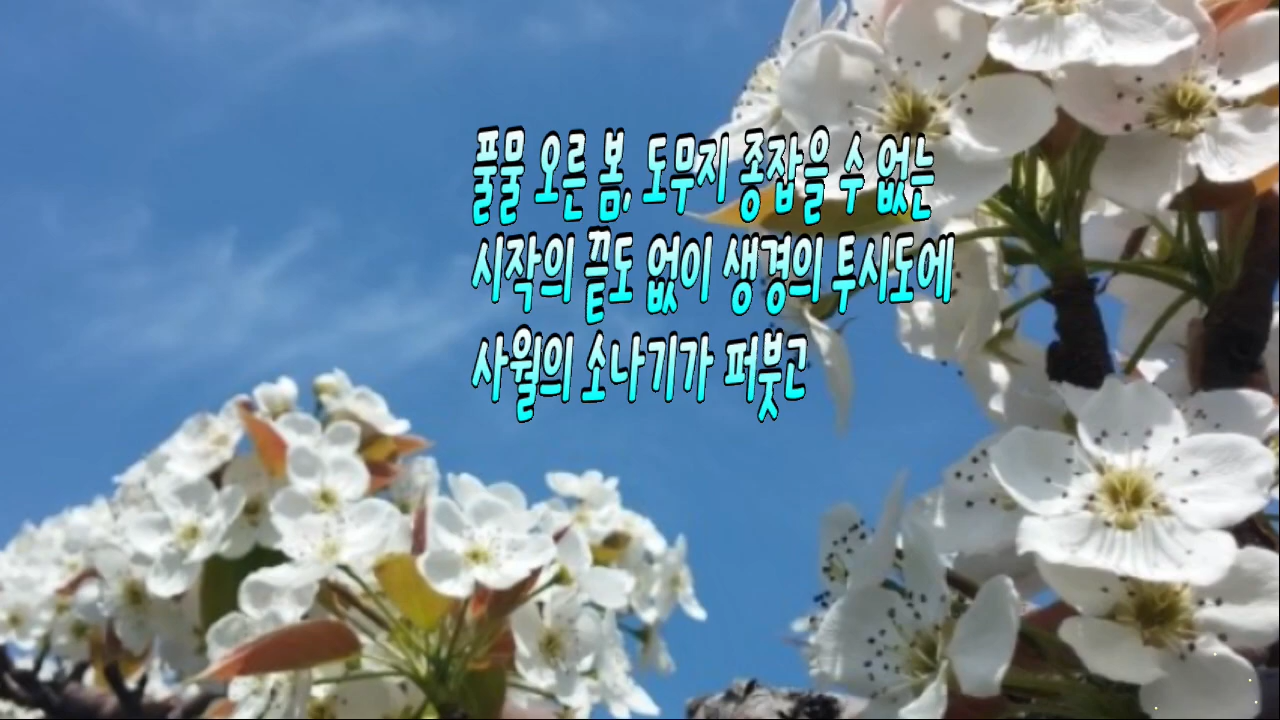 풀물 오른 봄, 도무지 종잡을 수 없는
시작의 끝도 없이 생경의 투시도에
사월의 소나기가 퍼붓고